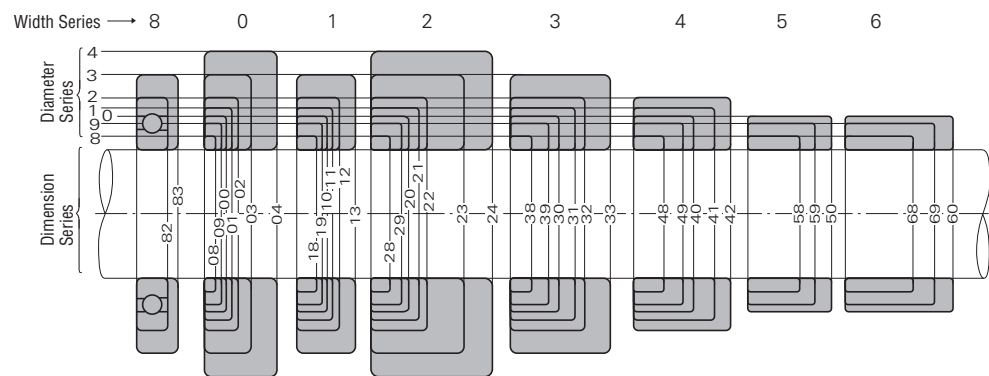 Width Series → 8 0 1 2 3 4 5 6
Diameter
Series
4
3
2
1
0
9
8
Dimension
Series
82 83
08 09 00 01 02 03 04
18 19 10 11 12 13
28 29 20 21 22 23 24
38 39 30 31 32 33
48 49 40 41 42
58 59 50
68 69 60